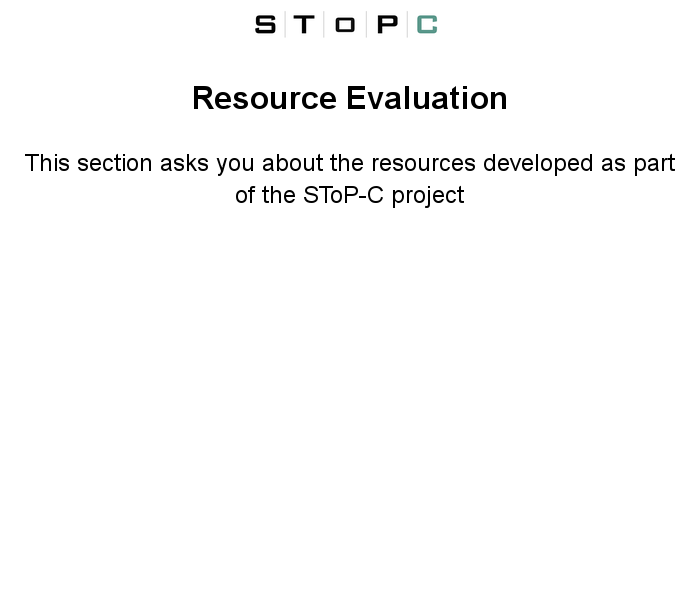 S T o P C
Resource Evaluation
This section asks you about the resources developed as part
of the SToP-C project